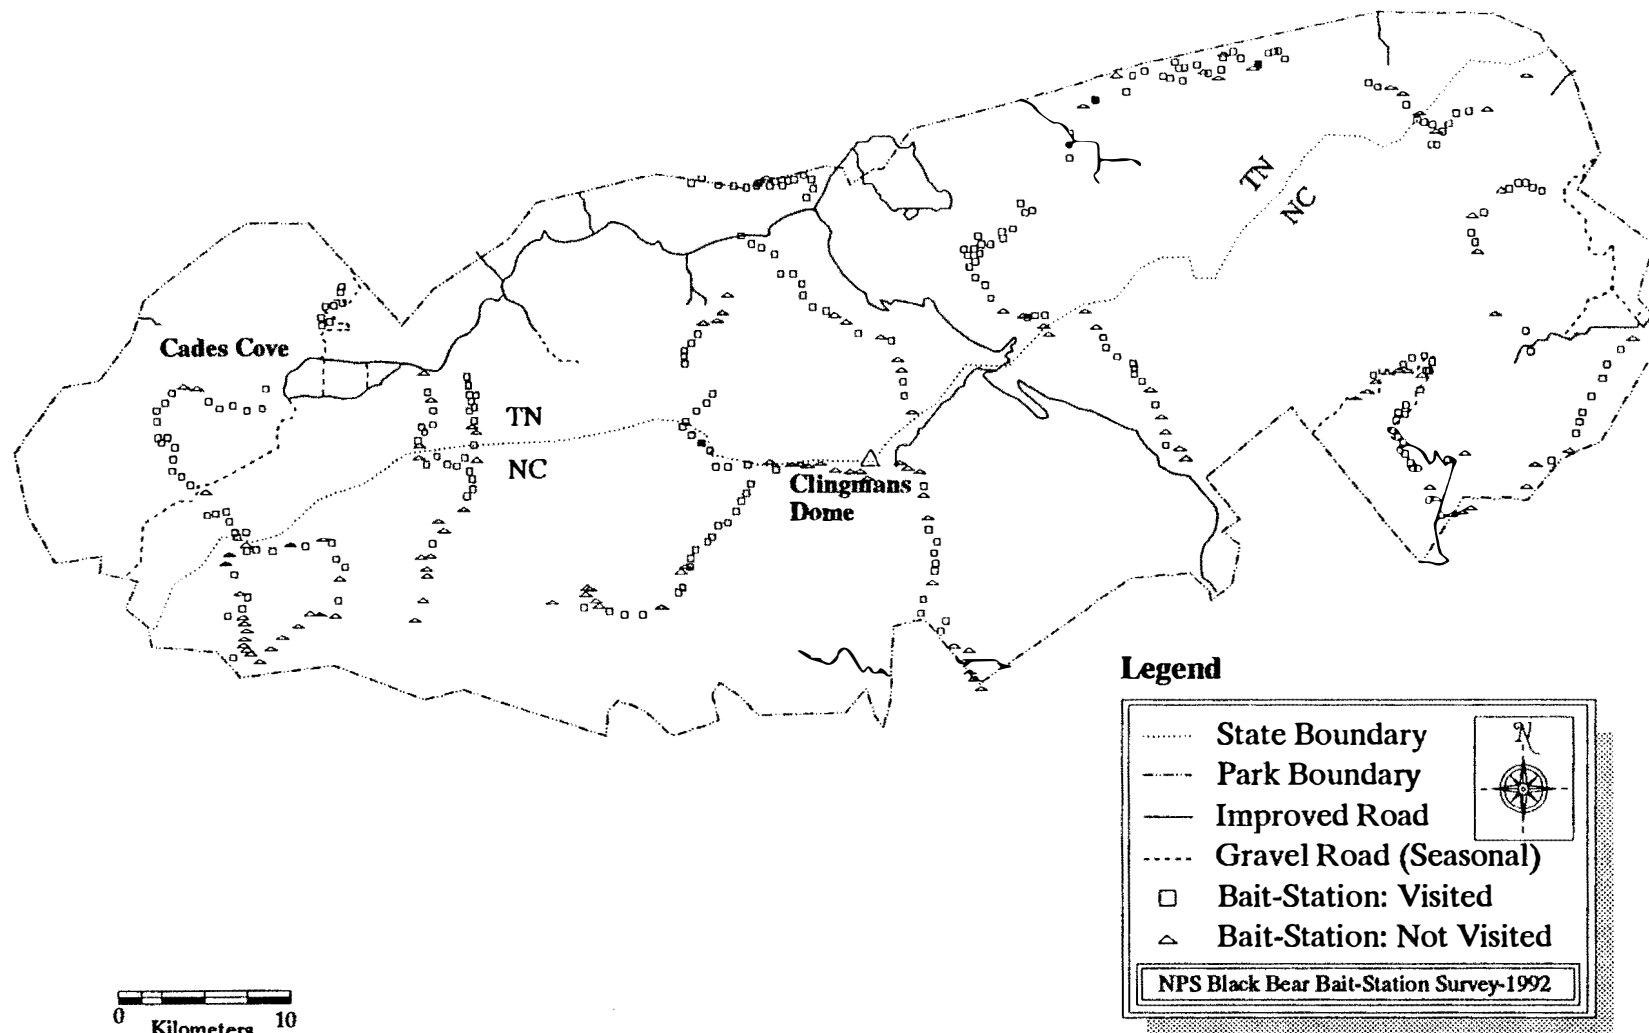 TN
NC
Cades Cove
TN
NC
Clingmans
Dome
Legend
State Boundary
Park Boundary
Improved Road
Gravel Road (Seasonal)
Bait-Station: Visited
Bait-Station: Not Visited
N
NPS Black Bear Bait-Station Survey-1992
0 10
Kilometers